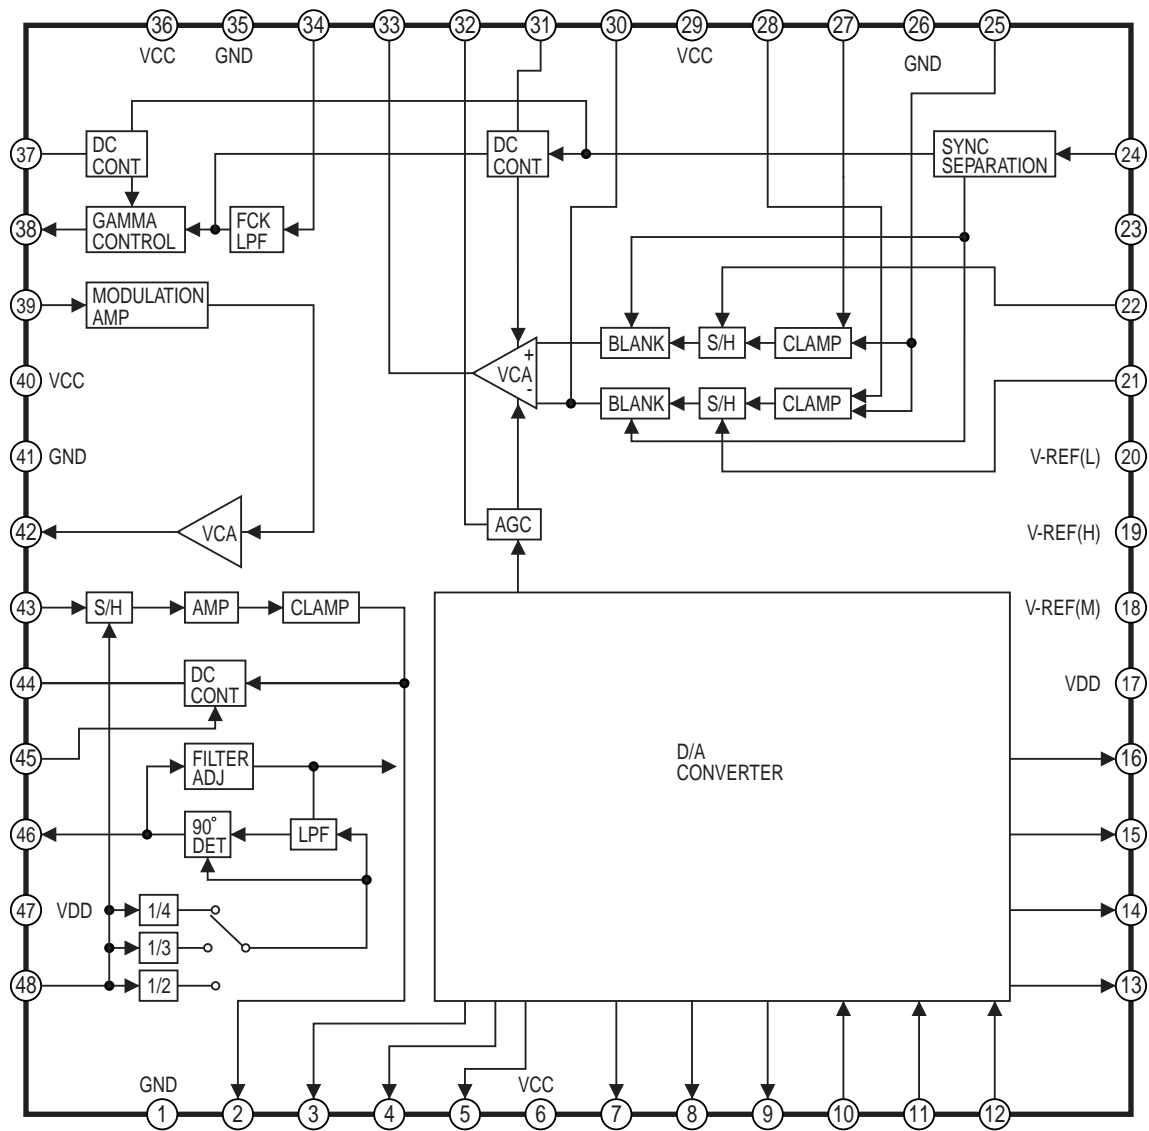 36 35 34 33 32 31 30 29 28 27 26 25
VCC GND VCC GND
37 DC
CONT
DC
CONT
SYNC
SEPARATION
24
38 GAMMA
CONTROL
FCK
LPF
23
39 MODULATION
AMP
22
BLANK S/H CLAMP
+
VCA
-
40 VCC
21
BLANK S/H CLAMP
41 GND
V-REF(L) 20
AGC
42 VCA
V-REF(H) 19
43 S/H AMP CLAMP
V-REF(M) 18
44 DC
CONT
VDD 17
45 FILTER
ADJ
D/A
CONVERTER
16
46 90°
DET
LPF
15
47 VDD 1/4
14
1/3
48 1/2
13
GND VCC
1 2 3 4 5 6 7 8 9 10 11 12